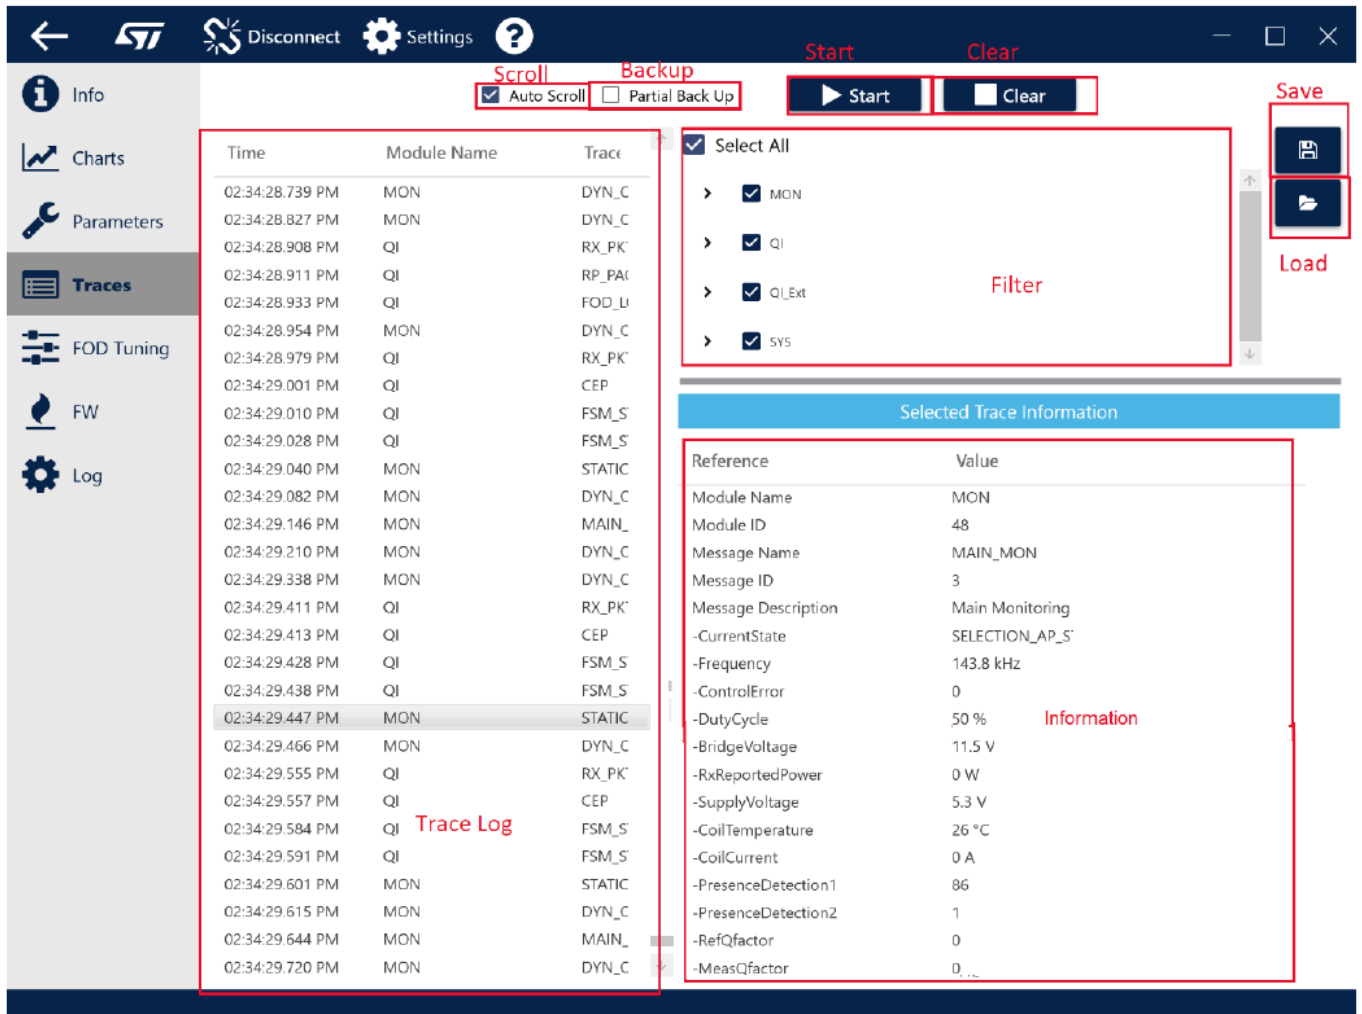 ST Disconnect Settings ?
Start Clear
Scroll Backup
Auto Scroll Partial Back Up Start Clear
Save
Load
Info
Charts
Parameters
Traces
FOD Tuning
FW
Log
Time Module Name Trace
02:34:28.739 PM MON DYN_C
02:34:28.827 PM MON DYN_C
02:34:28.908 PM QI RX_PK
02:34:28.911 PM QI RP_PA
02:34:28.933 PM QI FOD_L
02:34:28.954 PM MON DYN_C
02:34:28.979 PM QI RX_PK
02:34:29.001 PM QI CEP
02:34:29.010 PM QI FSM_S
02:34:29.028 PM QI FSM_S
02:34:29.040 PM MON STATIC
02:34:29.082 PM MON DYN_C
02:34:29.146 PM MON MAIN_
02:34:29.210 PM MON DYN_C
02:34:29.338 PM MON DYN_C
02:34:29.411 PM QI RX_PK
02:34:29.413 PM QI CEP
02:34:29.428 PM QI FSM_S
02:34:29.438 PM QI FSM_S
02:34:29.447 PM MON STATIC
02:34:29.466 PM MON DYN_C
02:34:29.555 PM QI RX_PK
02:34:29.557 PM QI CEP
Trace Log
02:34:29.584 PM QI FSM_S
02:34:29.591 PM QI FSM_S
02:34:29.601 PM MON STATIC
02:34:29.615 PM MON DYN_C
02:34:29.644 PM MON MAIN_
02:34:29.720 PM MON DYN_C
Select All
MON
QI
QI_Ext
SYS
Filter
Selected Trace Information
Reference Value
Module Name MON
Module ID 48
Message Name MAIN_MON
Message ID 3
Message Description Main Monitoring
-CurrentState SELECTION_AP_S
-Frequency 143.8 kHz
-ControlError 0
-DutyCycle 50 %
Information
-BridgeVoltage 11.5 V
-RxReportedPower 0 W
-SupplyVoltage 5.3 V
-CoilTemperature 26 °C
-CoilCurrent 0 A
-PresenceDetection1 86
-PresenceDetection2 1
-RefQfactor 0
-MeasQfactor 0